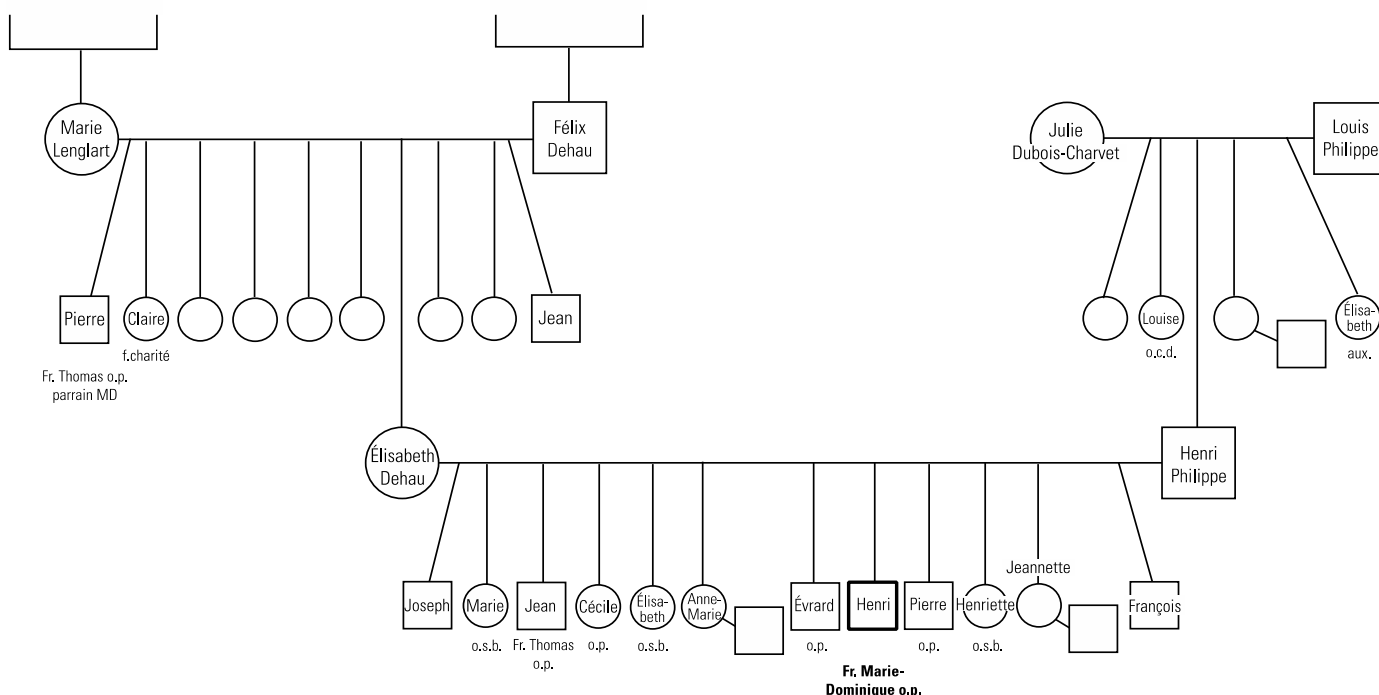 Marie
Lenglart
Félix
Dehau
Julie
Dubois-Charvet
Louis
Philippe
Pierre
Claire
Jean
Louise
Élisa-
beth
f.charité
o.c.d.
aux.
Fr. Thomas o.p.
parrain MD
Élisabeth
Dehau
Henri
Philippe
Jeannette
Joseph
Marie
Jean
Cécile
Élisa-
beth
Anne-
Marie
Évrard
Henri
Pierre
Henriette
François
o.s.b.
Fr. Thomas
o.p.
o.p.
o.s.b.
o.p.
o.p.
o.s.b.
Fr. Marie-
Dominique o.p.